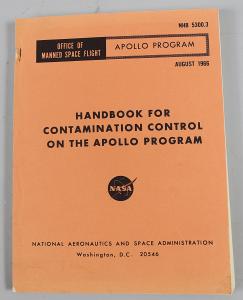 NHB 5300.3
OFFICE OF
MANNED SPACE FLIGHT
APOLLO PROGRAM
AUGUST 1966
HANDBOOK FOR
CONTAMINATION CONTROL
ON THE APOLLO PROGRAM
NASA
NATIONAL AERONAUTICS AND SPACE ADMINISTRATION
Washington, D.C. 20546